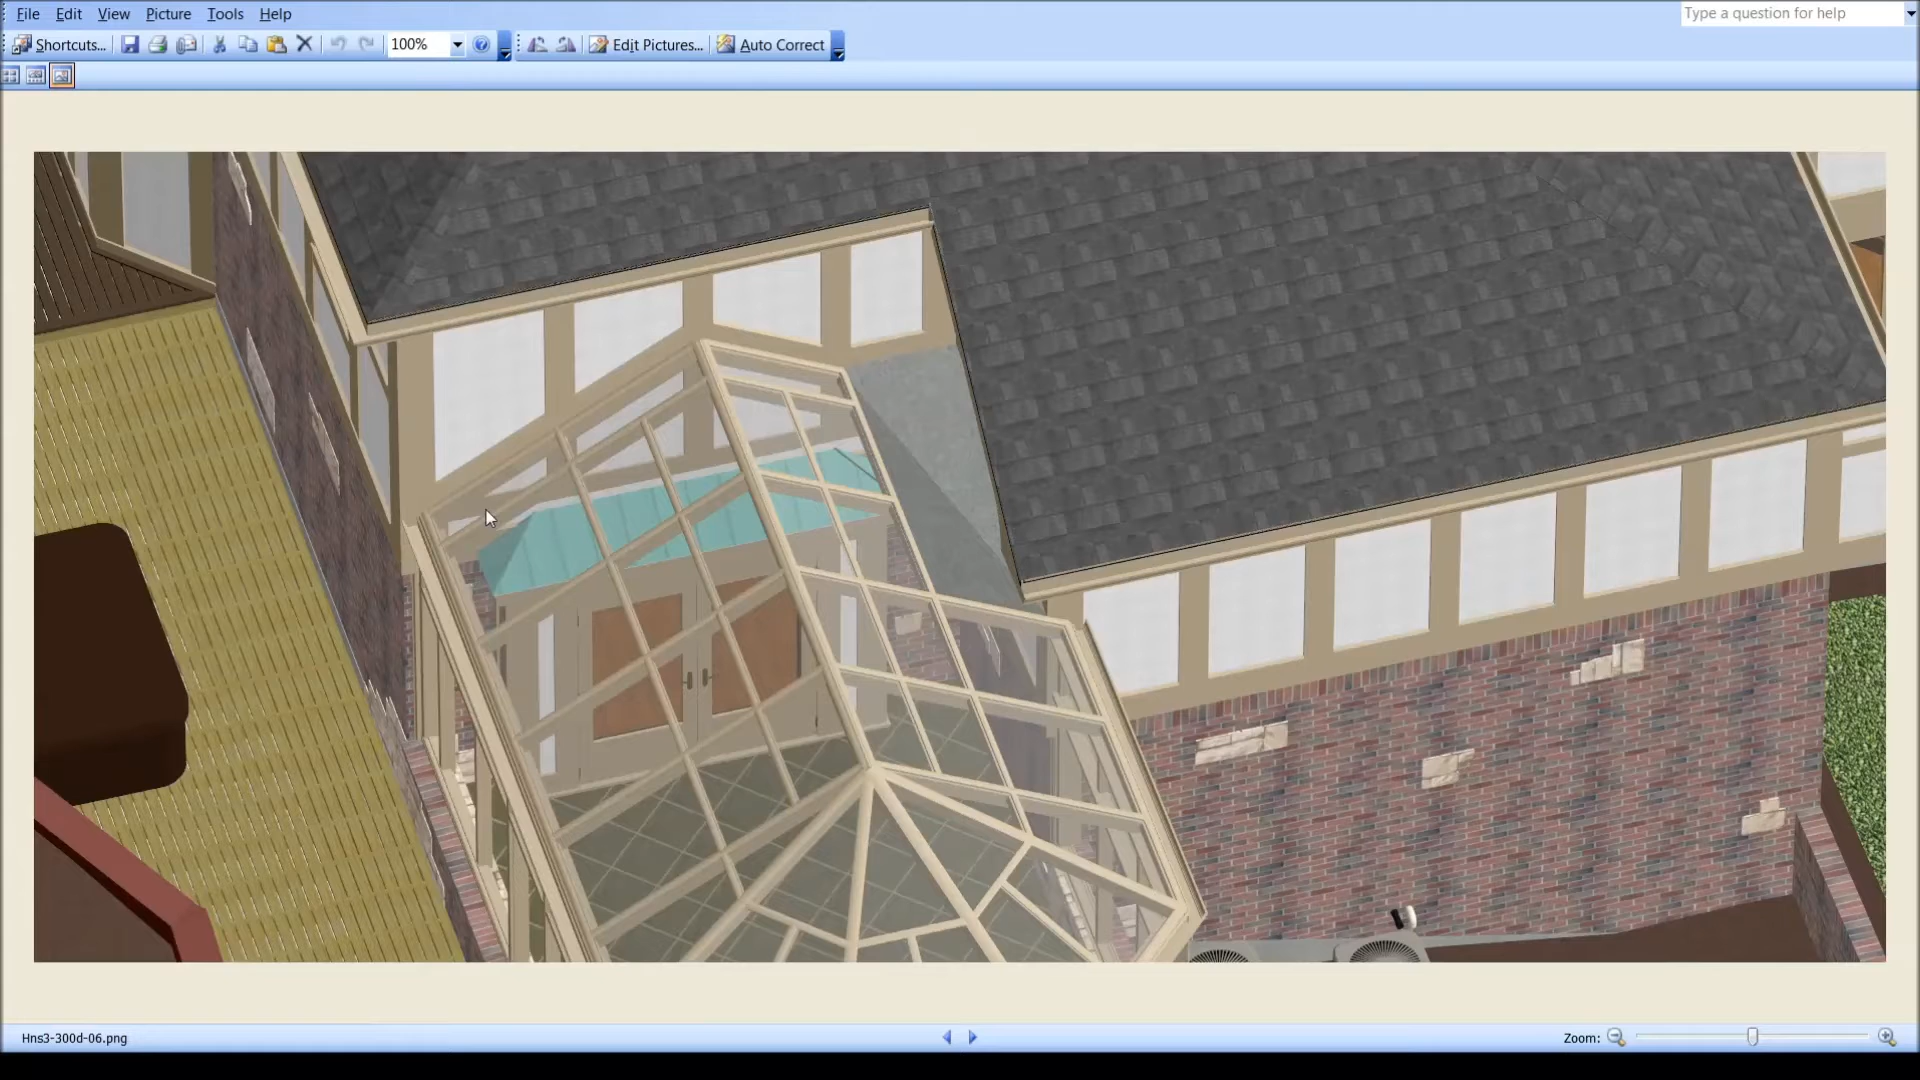 File Edit View Picture Tools Help
Type a question for help
Shortcuts... 100% Edit Pictures... Auto Correct
Hns3-300d-06.png
Zoom: